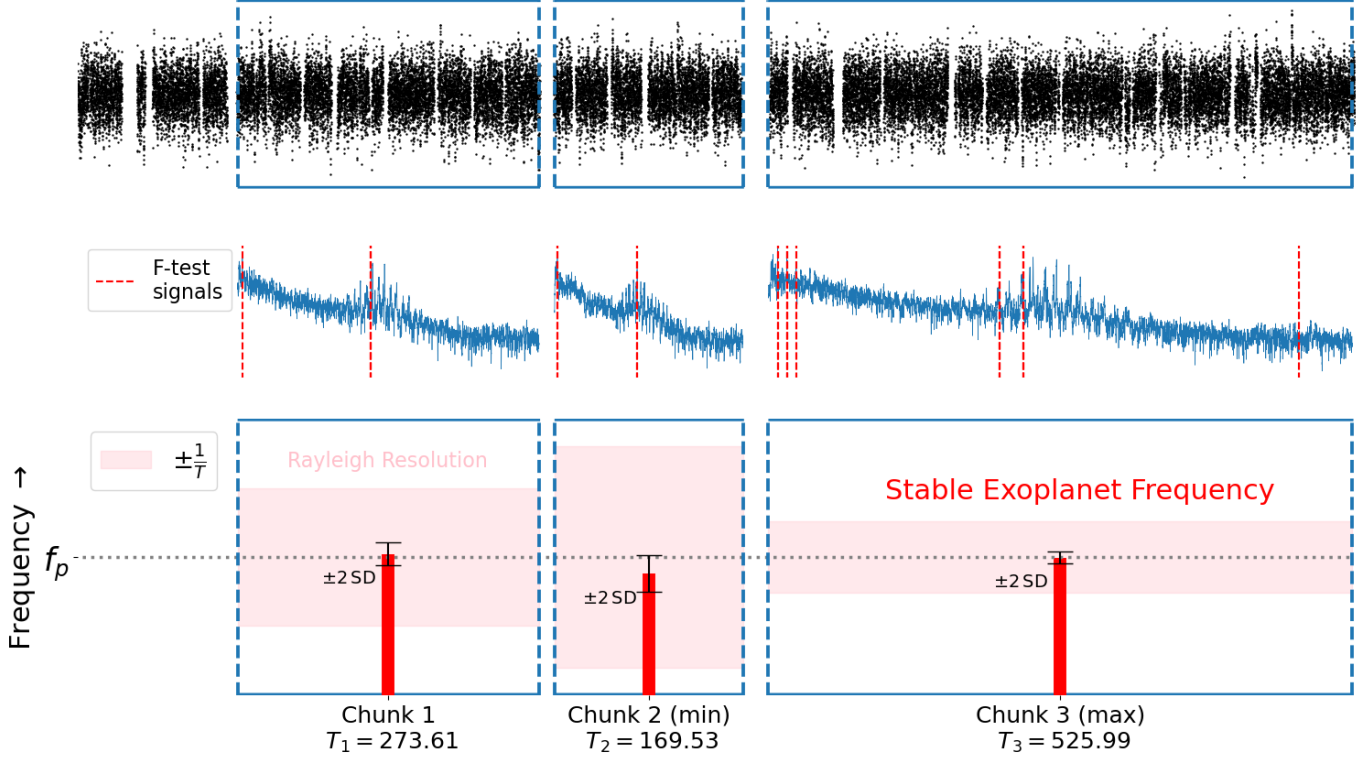 F-test
signals
Frequency →
±1/T
Rayleigh Resolution
Stable Exoplanet Frequency
f_p
±2 SD
±2 SD
±2 SD
Chunk 1
T_1 = 273.61
Chunk 2 (min)
T_2 = 169.53
Chunk 3 (max)
T_3 = 525.99